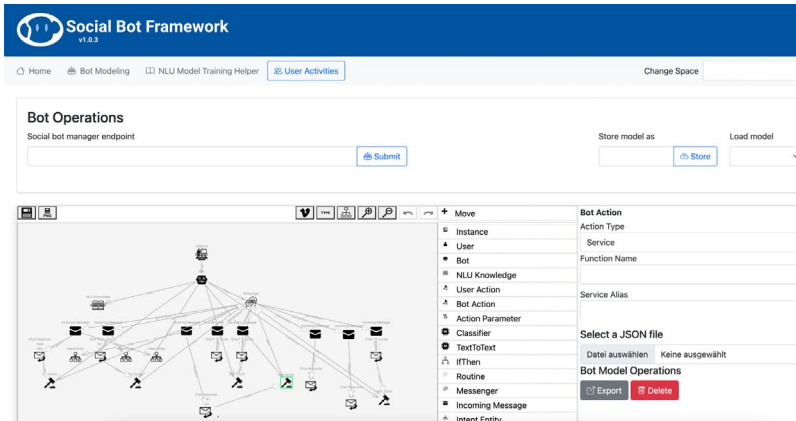 Social Bot Framework
v1.0.3
Home
Bot Modeling
NLU Model Training Helper
User Activities
Change Space
Bot Operations
Social bot manager endpoint
Submit
Store model as
Store
Load model
PNG
TYPE
Move
Instance
User
Bot
NLU Knowledge
User Action
Bot Action
Action Parameter
Classifier
TextToText
IfThen
Routine
Messenger
Incoming Message
Intent Entity
Bot Action
Action Type
Service
Function Name
Service Alias
Select a JSON file
Datei auswählen Keine ausgewählt
Bot Model Operations
Export
Delete